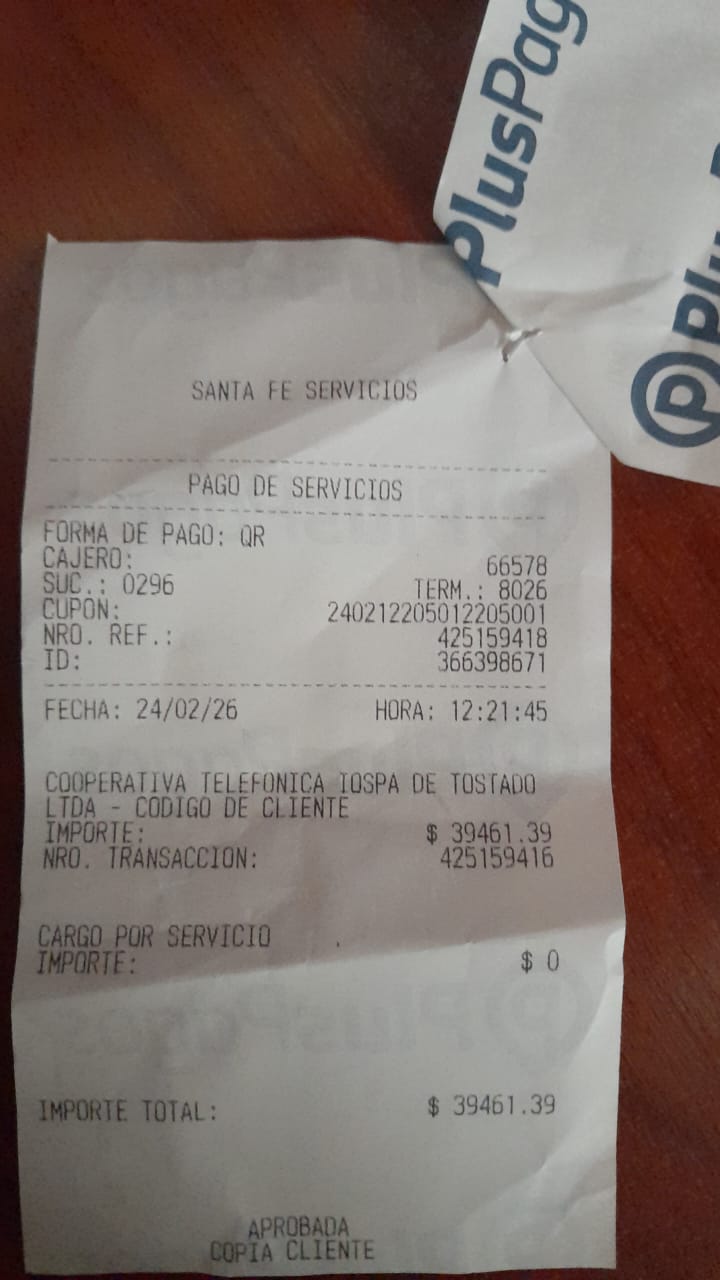 PlusPag
Plu
SANTA FE SERVICIOS
PAGO DE SERVICIOS
FORMA DE PAGO: QR
CAJERO: 66578
SUC.: 0296 TERM.: 8026
CUPON: 240212205012205001
NRO. REF.: 425159418
ID: 366398671
FECHA: 24/02/26 HORA: 12:21:45
COOPERATIVA TELEFONICA IOSPA DE TOSTADO
LTDA - CODIGO DE CLIENTE
IMPORTE: $ 39461.39
NRO. TRANSACCION: 425159416
CARGO POR SERVICIO
IMPORTE: $ 0
IMPORTE TOTAL: $ 39461.39
APROBADA
COPIA CLIENTE